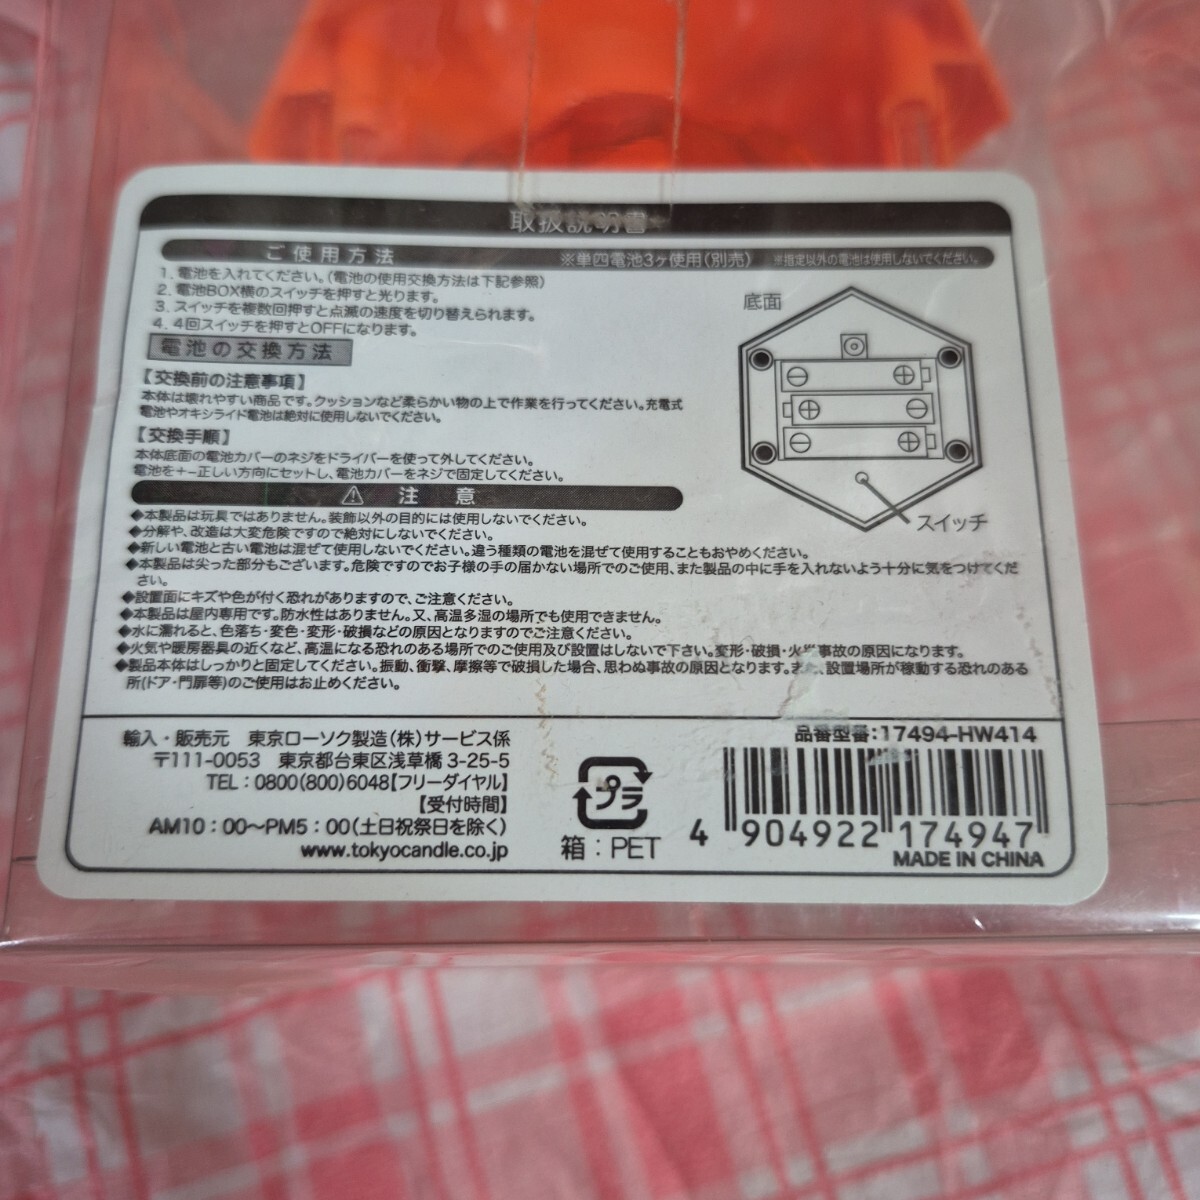 取扱説明書
ご使用方法 ※単四電池3ヶ使用(別売) ※指定以外の電池は使用しないでください。
1. 電池を入れてください。(電池の使用交換方法は下記参照)
2. 電池BOX横のスイッチを押すと光ります。
3. スイッチを複数回押すと点滅の速度を切り替えられます。
4. 4回スイッチを押すとOFFになります。
電池の交換方法
【交換前の注意事項】
本体は壊れやすい商品です。クッションなど柔らかい物の上で作業を行ってください。充電式
電池やオキシライド電池は絶対に使用しないでください。
【交換手順】
本体底面の電池カバーのネジをドライバーを使って外してください。
電池を+−正しい方向にセットし、電池カバーをネジで固定してください。
底面
スイッチ
⚠ 注 意
◆本製品は玩具ではありません。装飾以外の目的には使用しないでください。
◆分解や、改造は大変危険ですので絶対にしないでください。
◆新しい電池と古い電池は混ぜて使用しないでください。違う種類の電池を混ぜて使用することもおやめください。
◆本製品は尖った部分もございます。危険ですのでお子様の手の届かない場所でのご使用、また製品の中に手を入れないよう十分に気をつけてくだ
さい。
◆設置面にキズや色が付く恐れがありますので、ご注意ください。
◆本製品は屋内専用です。防水性はありません。又、高温多湿の場所でも使用できません。
◆水に濡れると、色落ち・変色・変形・破損などの原因となりますのでご注意ください。
◆火気や暖房器具の近くなど、高温になる恐れのある場所でのご使用及び設置はしないで下さい。変形・破損・火災事故の原因になります。
◆製品本体はしっかりと固定してください。振動、衝撃、摩擦等で破損した場合、思わぬ事故の原因となります。また、設置場所が稼動する恐れのある
所(ドア・門扉等)のご使用はお止めください。
輸入・販売元 東京ローソク製造(株)サービス係
〒111-0053 東京都台東区浅草橋3-25-5
TEL:0800(800)6048【フリーダイヤル】
【受付時間】
AM10:00〜PM5:00(土日祝祭日を除く)
www.tokyocandle.co.jp
プラ
箱:PET
品番型番:17494-HW414
4 904922 174947
MADE IN CHINA